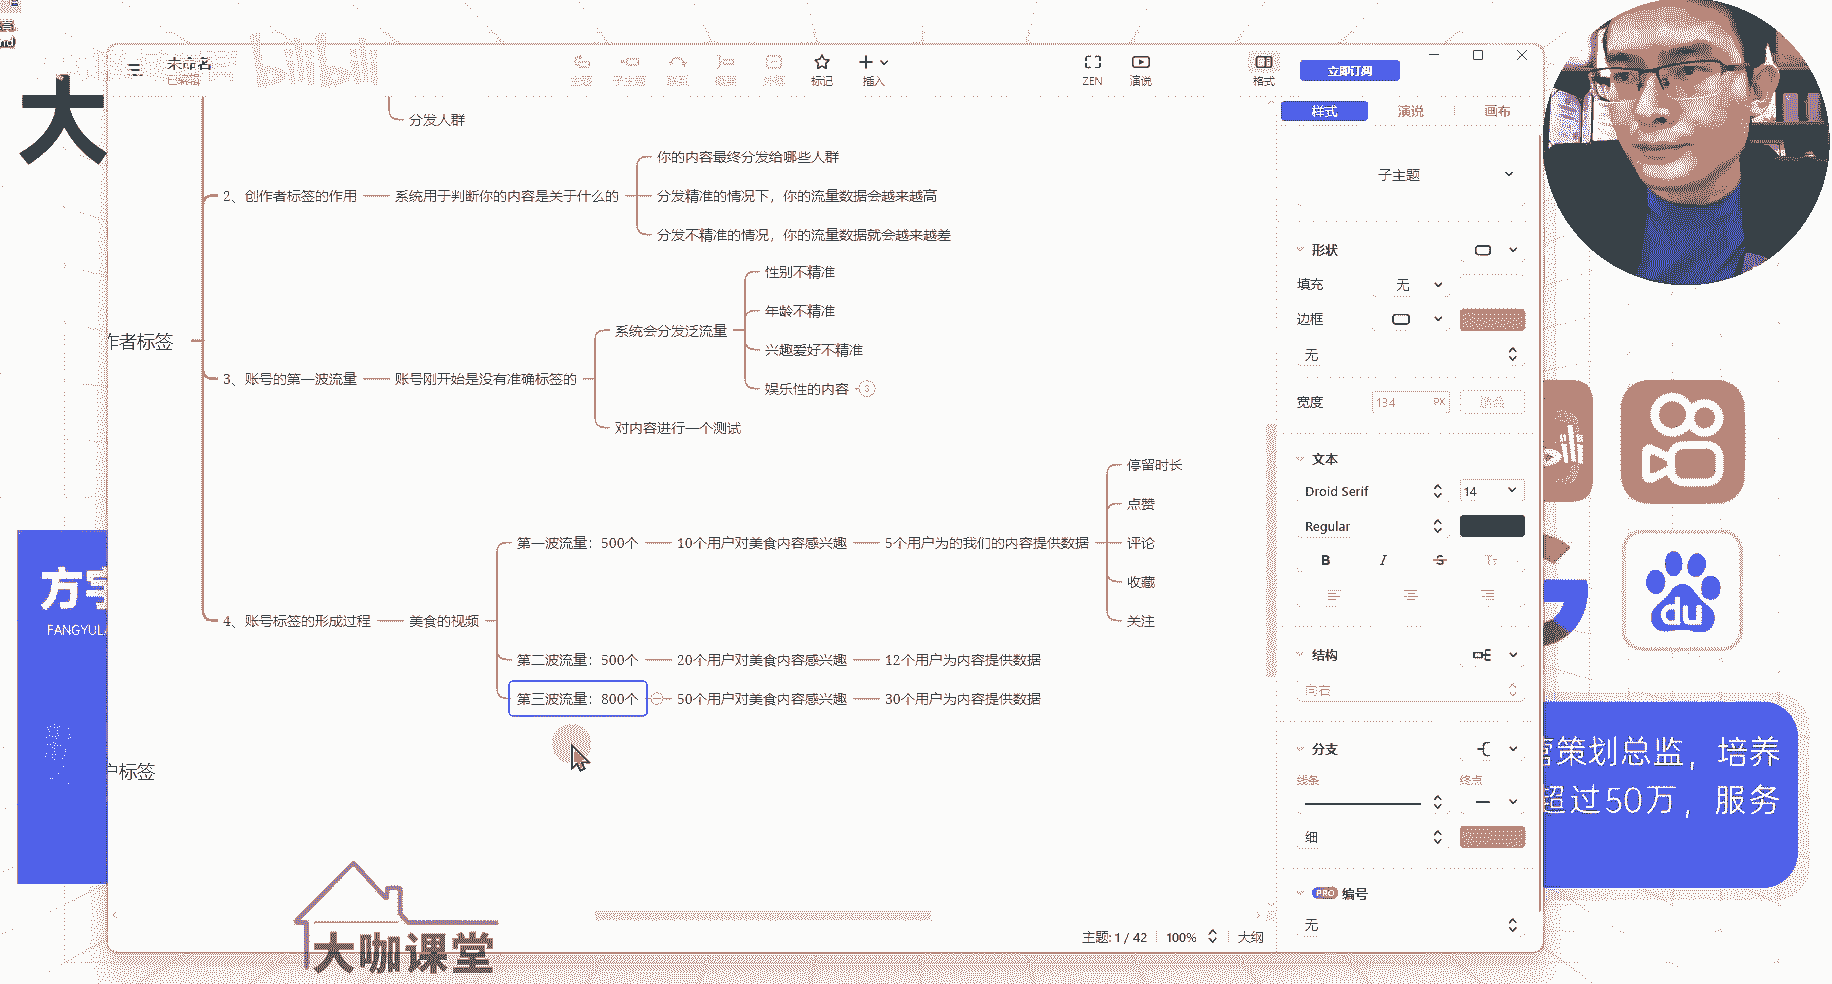 未命名
已编辑
bilibili
主题
子主题
联系
概要
外框
标记
插入
ZEN
演说
格式
立即订阅
大
样式
演说
画布
分发人群
你的内容最终分发给哪些人群
2、创作者标签的作用
系统用于判断你的内容是关于什么的
分发精准的情况下，你的流量数据会越来越高
分发不精准的情况，你的流量数据就会越来越差
性别不精准
年龄不精准
系统会分发泛流量
兴趣爱好不精准
作者标签
3、账号的第一波流量
账号刚开始是没有准确标签的
娱乐性的内容
3
对内容进行一个测试
停留时长
点赞
第一波流量：500个
10个用户对美食内容感兴趣
5个用户为的我们的内容提供数据
评论
收藏
4、账号标签的形成过程
美食的视频
关注
第二波流量：500个
20个用户对美食内容感兴趣
12个用户为内容提供数据
第三波流量：800个
50个用户对美食内容感兴趣
30个用户为内容提供数据
户标签
子主题
形状
填充
无
边框
无
宽度
134
PX
文本
Droid Serif
14
Regular
B
I
S
结构
向右
分支
线条
终点
细
PRO
编号
无
主题: 1 / 42
100%
大纲
方宇
FANGYUL
du
营策划总监，培养
超过50万，服务
大咖课堂